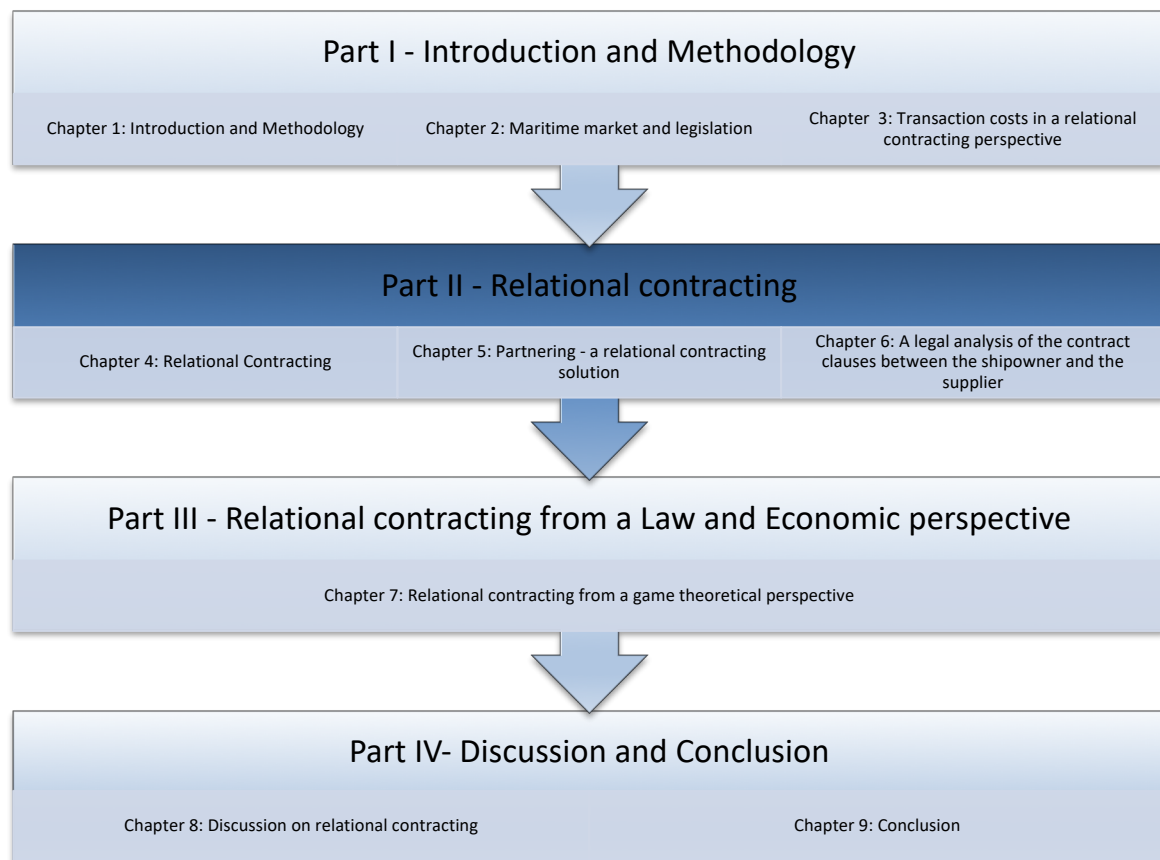 Part I - Introduction and Methodology
Chapter 1: Introduction and Methodology
Chapter 2: Maritime market and legislation
Chapter  3: Transaction costs in a relational
contracting perspective
Part II - Relational contracting
Chapter 4: Relational Contracting
Chapter 5: Partnering - a relational contracting
solution
Chapter 6: A legal analysis of the contract
clauses between the shipowner and the
supplier
Part III - Relational contracting from a Law and Economic perspective
Chapter 7: Relational contracting from a game theoretical perspective
Part IV- Discussion and Conclusion
Chapter 8: Discussion on relational contracting
Chapter 9: Conclusion